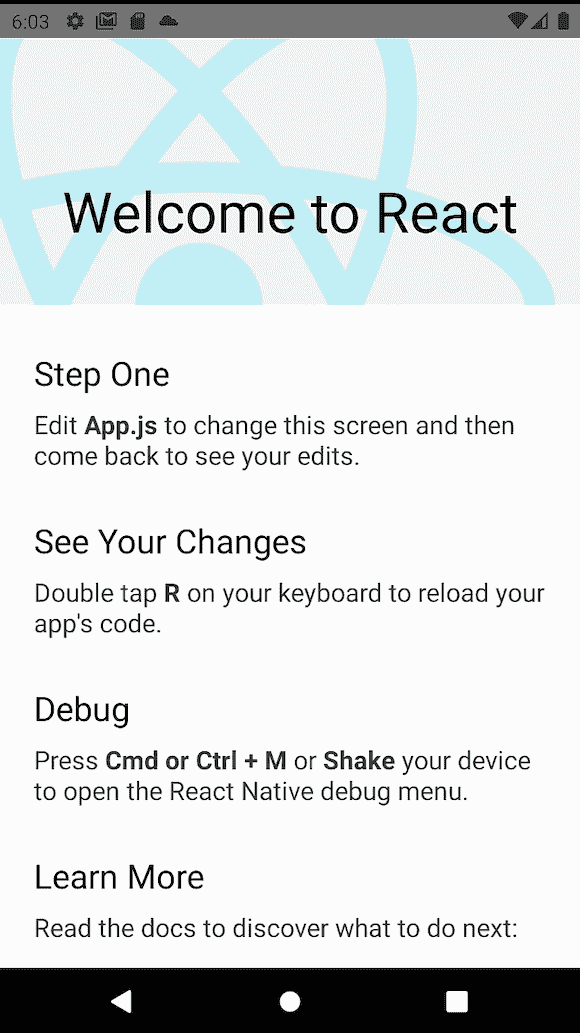 6:03
Welcome to React
Step One
Edit App.js to change this screen and then
come back to see your edits.
See Your Changes
Double tap R on your keyboard to reload your
app's code.
Debug
Press Cmd or Ctrl + M or Shake your device
to open the React Native debug menu.
Learn More
Read the docs to discover what to do next: